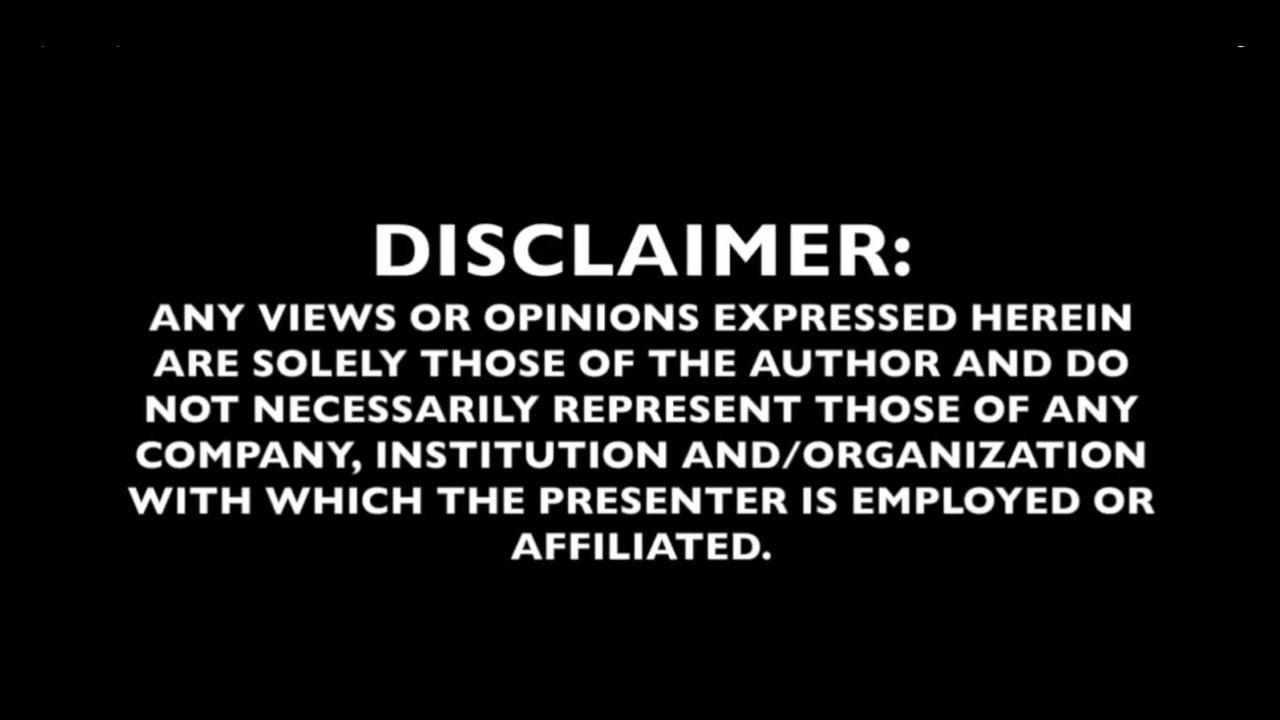 DISCLAIMER:
ANY VIEWS OR OPINIONS EXPRESSED HEREIN
ARE SOLELY THOSE OF THE AUTHOR AND DO
NOT NECESSARILY REPRESENT THOSE OF ANY
COMPANY, INSTITUTION AND/ORGANIZATION
WITH WHICH THE PRESENTER IS EMPLOYED OR
AFFILIATED.